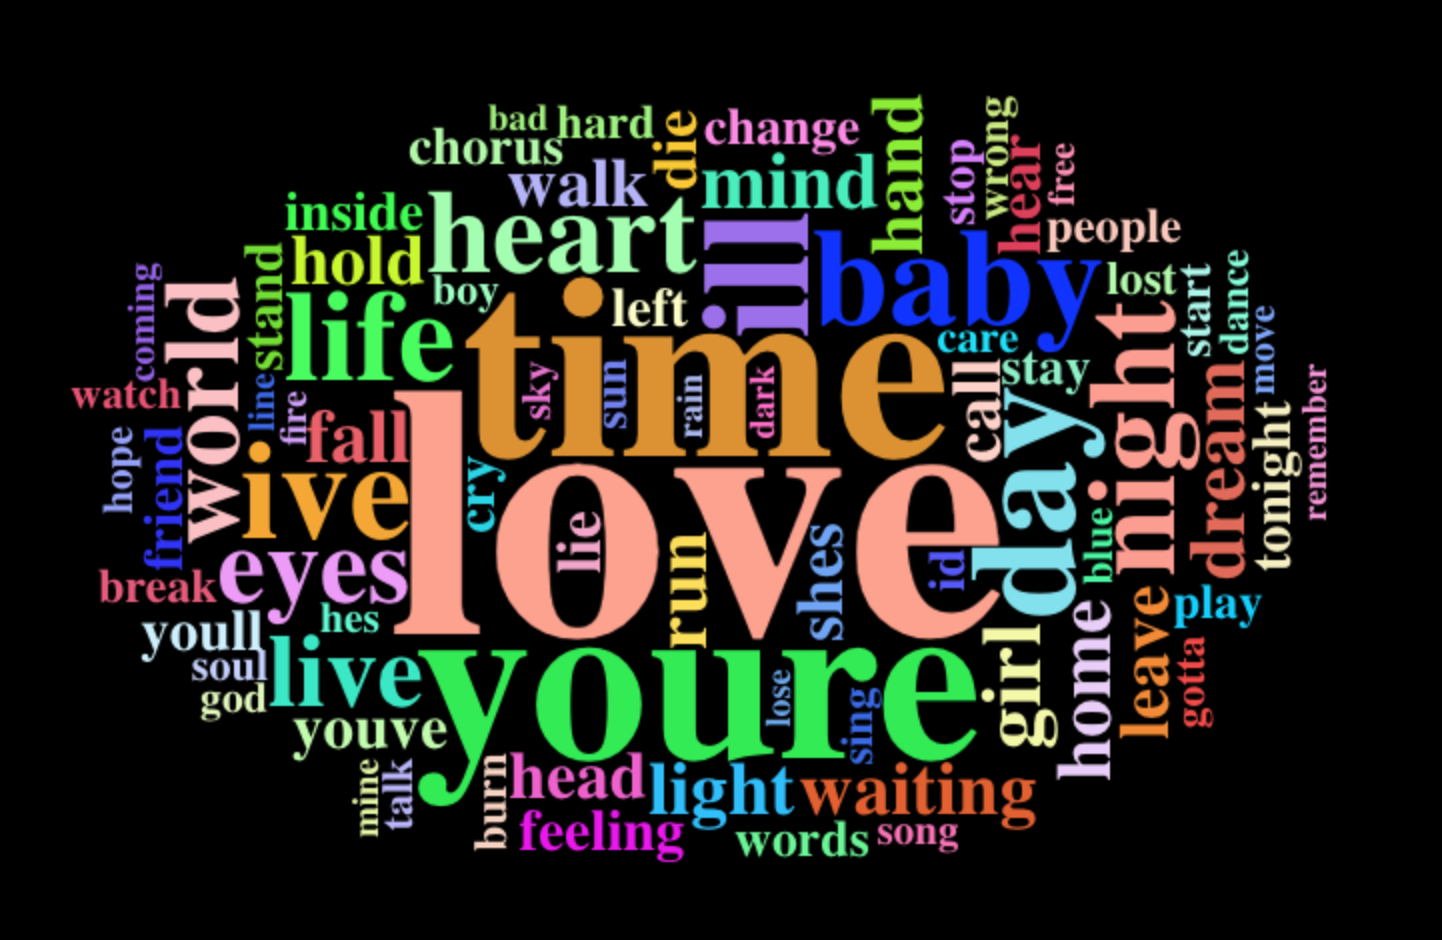 bad
hard
die
change
hand
stop
wrong
hear
free
chorus
walk
mind
people
inside
heart
ill
baby
lost
start
dance
move
hold
boy
left
care
stay
coming
world
stand
life
time
call
day
night
dream
tonight
remember
watch
line
fire
fall
sky
sun
rain
dark
hope
friend
ive
cry
love
lie
run
shes
id
blue
break
eyes
hes
youll
soul
god
live
youre
lose
sing
girl
home
leave
play
gotta
youve
mine
talk
burn
head
light
waiting
feeling
words
song